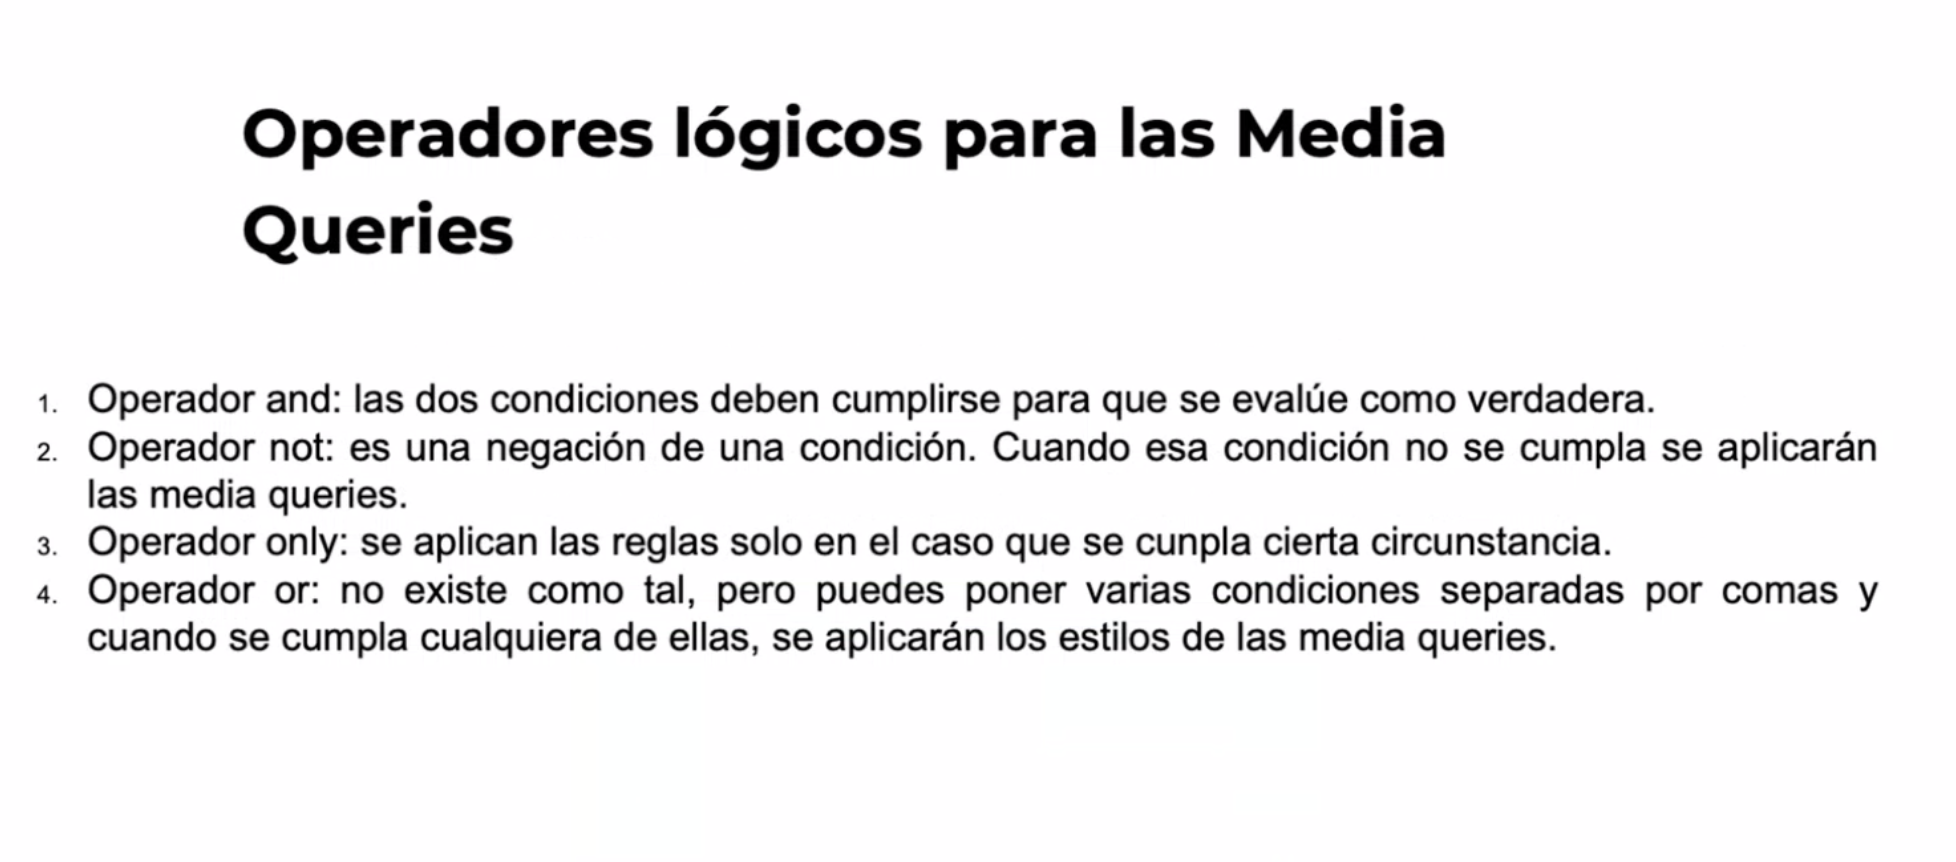 Operadores lógicos para las Media
Queries
1. Operador and: las dos condiciones deben cumplirse para que se evalúe como verdadera.
2. Operador not: es una negación de una condición. Cuando esa condición no se cumpla se aplicarán
las media queries.
3. Operador only: se aplican las reglas solo en el caso que se cunpla cierta circunstancia.
4. Operador or: no existe como tal, pero puedes poner varias condiciones separadas por comas y
cuando se cumpla cualquiera de ellas, se aplicarán los estilos de las media queries.